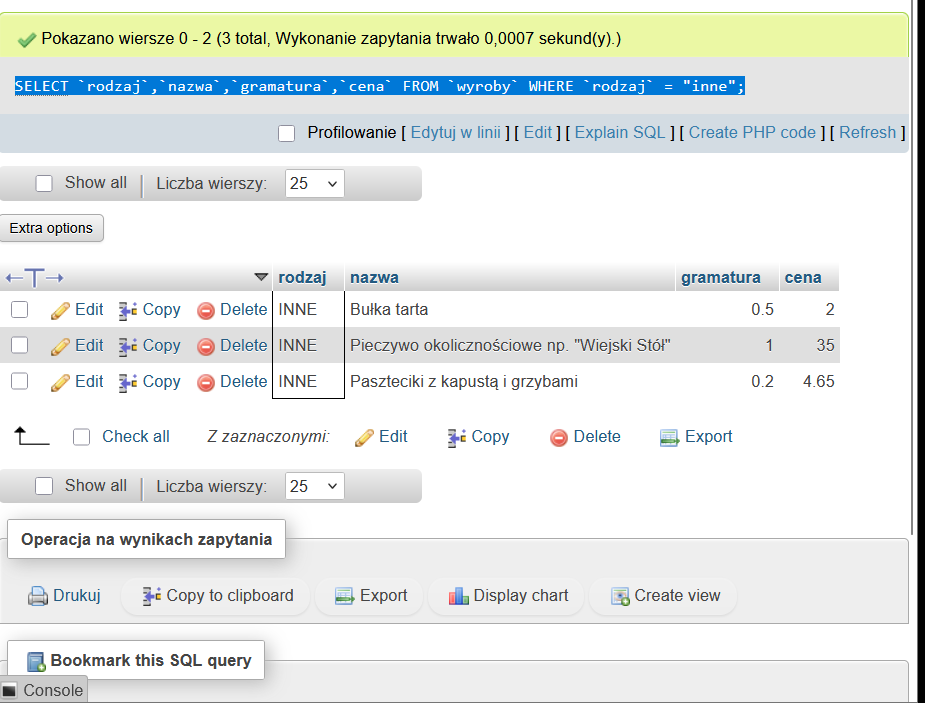 Pokazano wiersze 0 - 2 (3 total, Wykonanie zapytania trwało 0,0007 sekund(y).)
SELECT `rodzaj`,`nazwa`,`gramatura`,`cena` FROM `wyroby` WHERE `rodzaj` = "inne";
Profilowanie [ Edytuj w linii ] [ Edit ] [ Explain SQL ] [ Create PHP code ] [ Refresh ]
Show all Liczba wierszy: 25
Extra options
←T→ rodzaj nazwa gramatura cena
Edit Copy Delete INNE Bułka tarta 0.5 2
Edit Copy Delete INNE Pieczywo okolicznościowe np. "Wiejski Stół" 1 35
Edit Copy Delete INNE Paszteciki z kapustą i grzybami 0.2 4.65
Check all Z zaznaczonymi: Edit Copy Delete Export
Show all Liczba wierszy: 25
Operacja na wynikach zapytania
Drukuj Copy to clipboard Export Display chart Create view
Bookmark this SQL query
Console